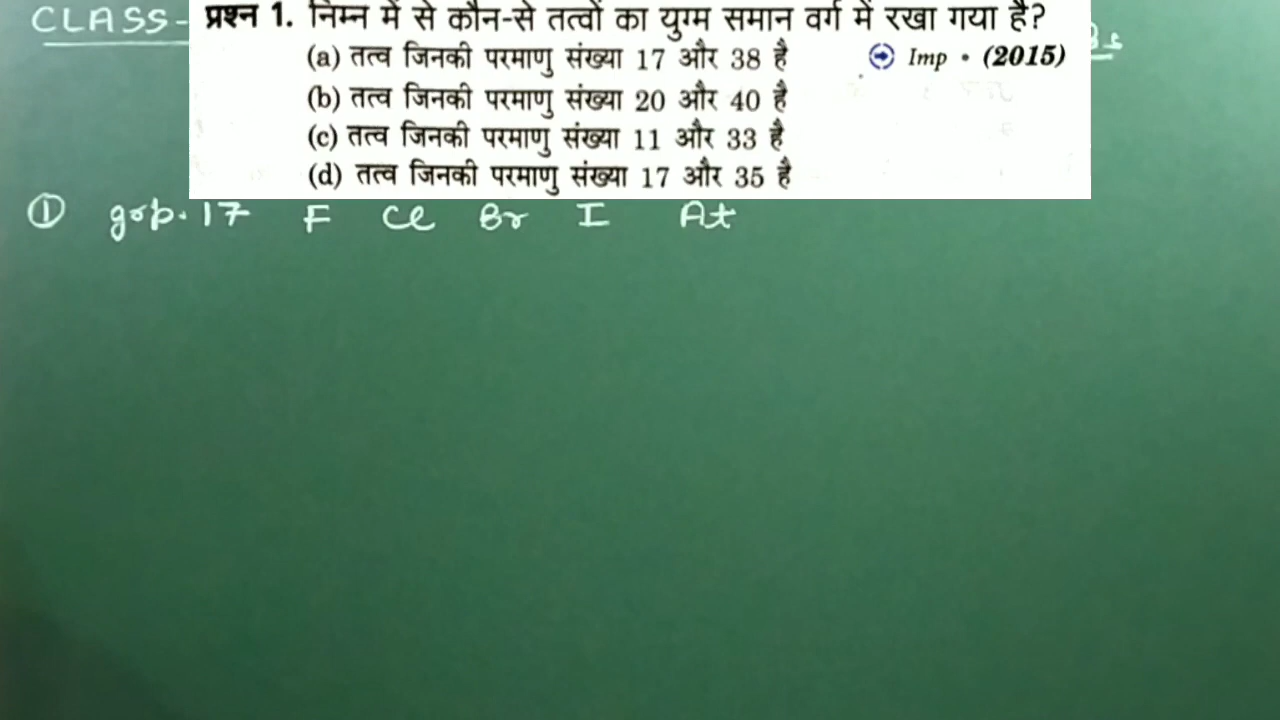 CLASS-
प्रश्न 1. निम्न में से कौन-से तत्वों का युग्म समान वर्ग में रखा गया है?
(a) तत्व जिनकी परमाणु संख्या 17 और 38 है Imp • (2015)
(b) तत्व जिनकी परमाणु संख्या 20 और 40 है
(c) तत्व जिनकी परमाणु संख्या 11 और 33 है
(d) तत्व जिनकी परमाणु संख्या 17 और 35 है
① grp. 17 F Cl Br I At